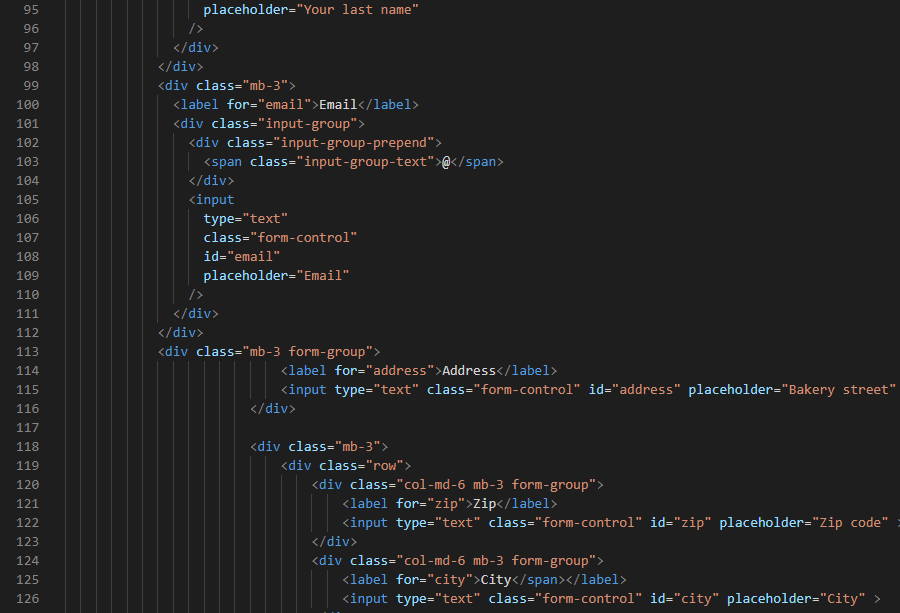 95 placeholder="Your last name"
96 />
97 </div>
98 </div>
99 <div class="mb-3">
100 <label for="email">Email</label>
101 <div class="input-group">
102 <div class="input-group-prepend">
103 <span class="input-group-text">@</span>
104 </div>
105 <input
106 type="text"
107 class="form-control"
108 id="email"
109 placeholder="Email"
110 />
111 </div>
112 </div>
113 <div class="mb-3 form-group">
114 <label for="address">Address</label>
115 <input type="text" class="form-control" id="address" placeholder="Bakery street"
116 </div>
117
118 <div class="mb-3">
119 <div class="row">
120 <div class="col-md-6 mb-3 form-group">
121 <label for="zip">Zip</label>
122 <input type="text" class="form-control" id="zip" placeholder="Zip code" >
123 </div>
124 <div class="col-md-6 mb-3 form-group">
125 <label for="city">City</span></label>
126 <input type="text" class="form-control" id="city" placeholder="City" >